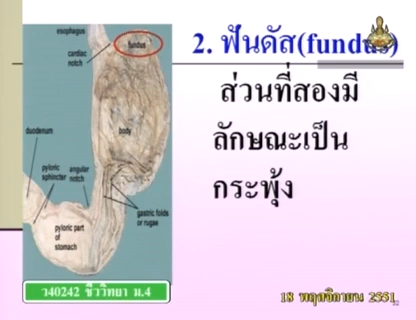 esophagus
cardiac
notch
fundus
duodenum
body
pyloric
sphincter
angular
notch
gastric folds
or rugae
pyloric part
of
stomach
ว40242 ชีววิทยา ม.4
2. ฟันดัส(fundus)
ส่วนที่สองมี
ลักษณะเป็น
กระพุ้ง
18 พฤศจิกายน 2551